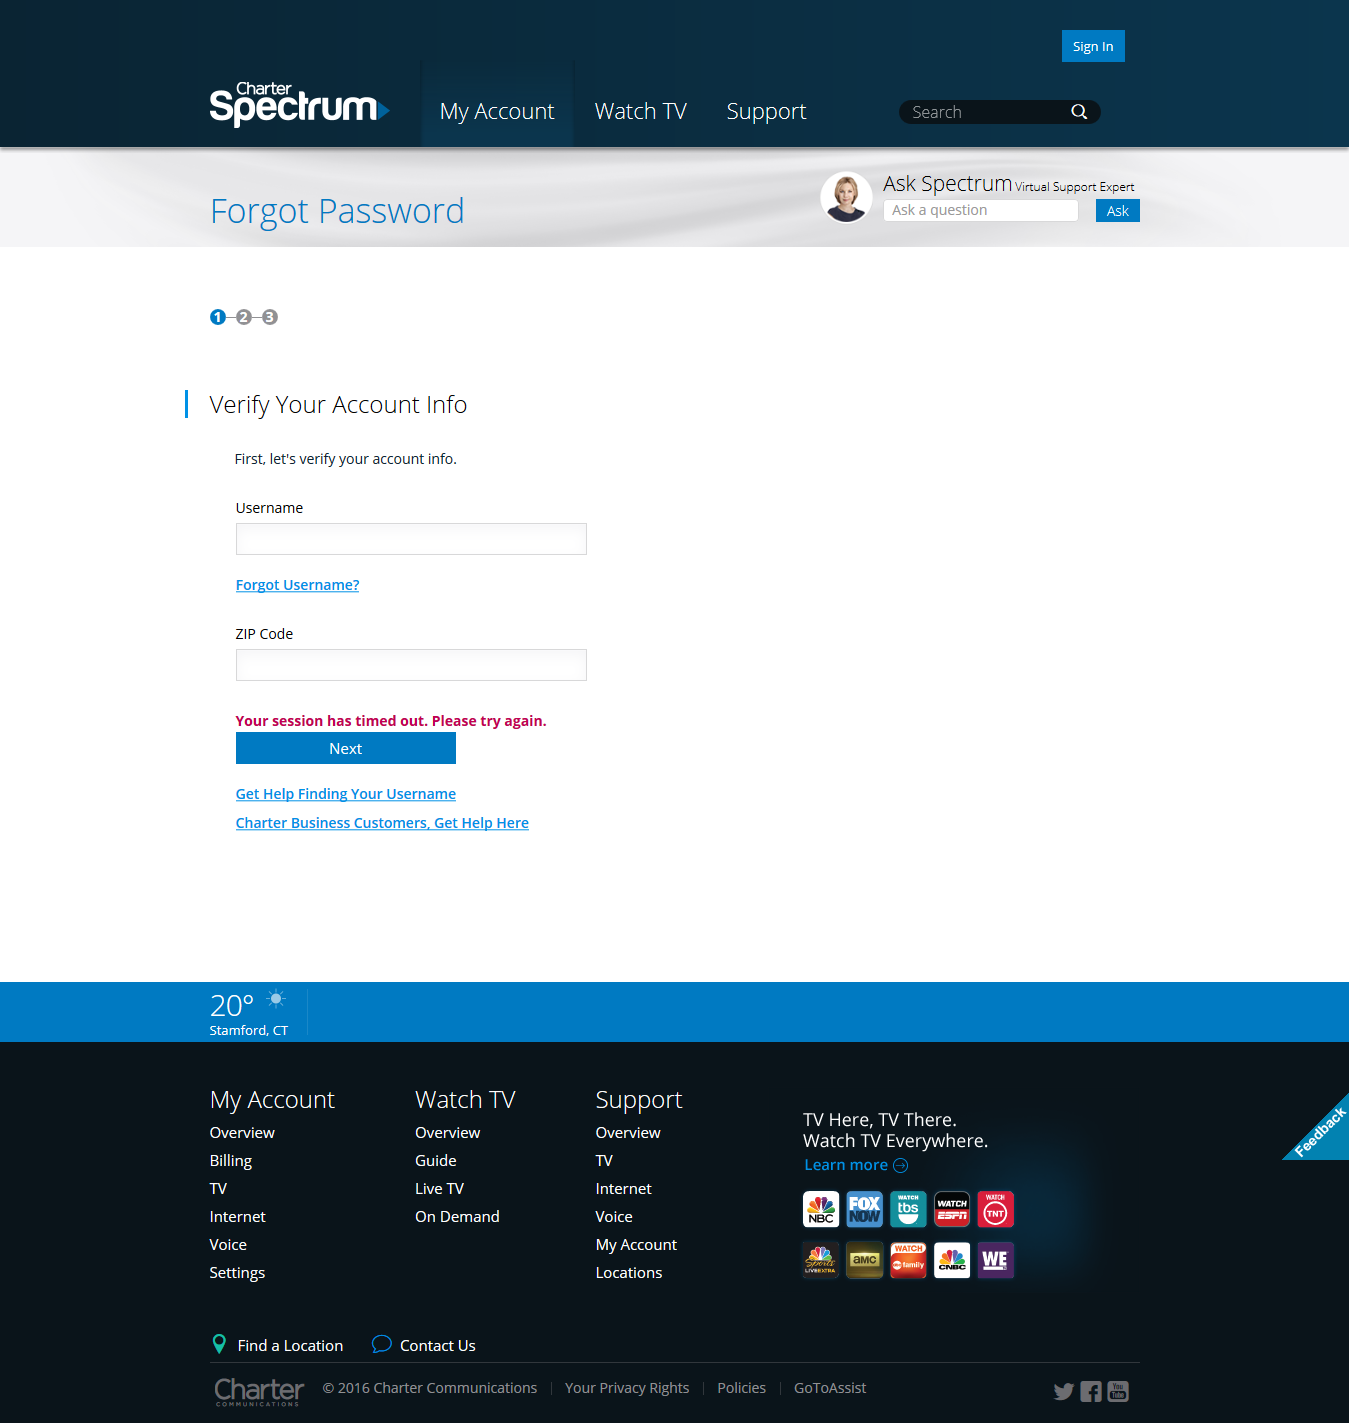 Sign In
Charter
Spectrum
My Account
Watch TV
Support
Search
Forgot Password
Ask Spectrum Virtual Support Expert
Ask a question
Ask
1 2 3
Verify Your Account Info
First, let's verify your account info.
Username
Forgot Username?
ZIP Code
Your session has timed out. Please try again.
Next
Get Help Finding Your Username
Charter Business Customers, Get Help Here
20°
Stamford, CT
My Account
Overview
Billing
TV
Internet
Voice
Settings
Watch TV
Overview
Guide
Live TV
On Demand
Support
Overview
TV
Internet
Voice
My Account
Locations
TV Here, TV There.
Watch TV Everywhere.
Learn more
NBC
FOX
NOW
WATCH
tbs
WATCH
ESPN
WATCH
TNT
Sports
LIVE EXTRA
amc
WATCH
abc family
CNBC
WE
Feedback
Find a Location
Contact Us
Charter
COMMUNICATIONS
© 2016 Charter Communications
Your Privacy Rights
Policies
GoToAssist
You
Tube